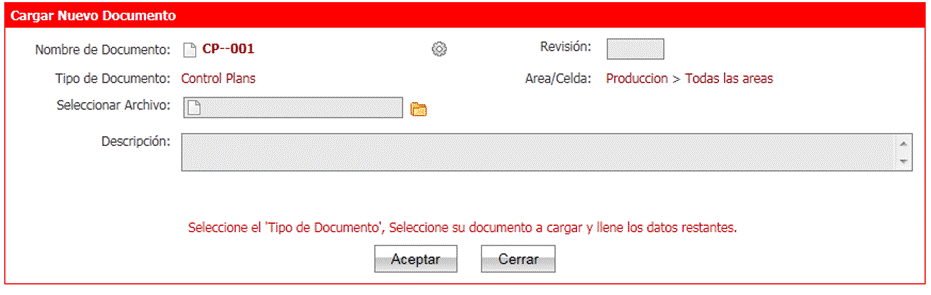 Cargar Nuevo Documento
Nombre de Documento: CP--001 Revisión:
Tipo de Documento: Control Plans Area/Celda: Produccion > Todas las areas
Seleccionar Archivo:
Descripción:
Seleccione el 'Tipo de Documento', Seleccione su documento a cargar y llene los datos restantes.
Aceptar Cerrar